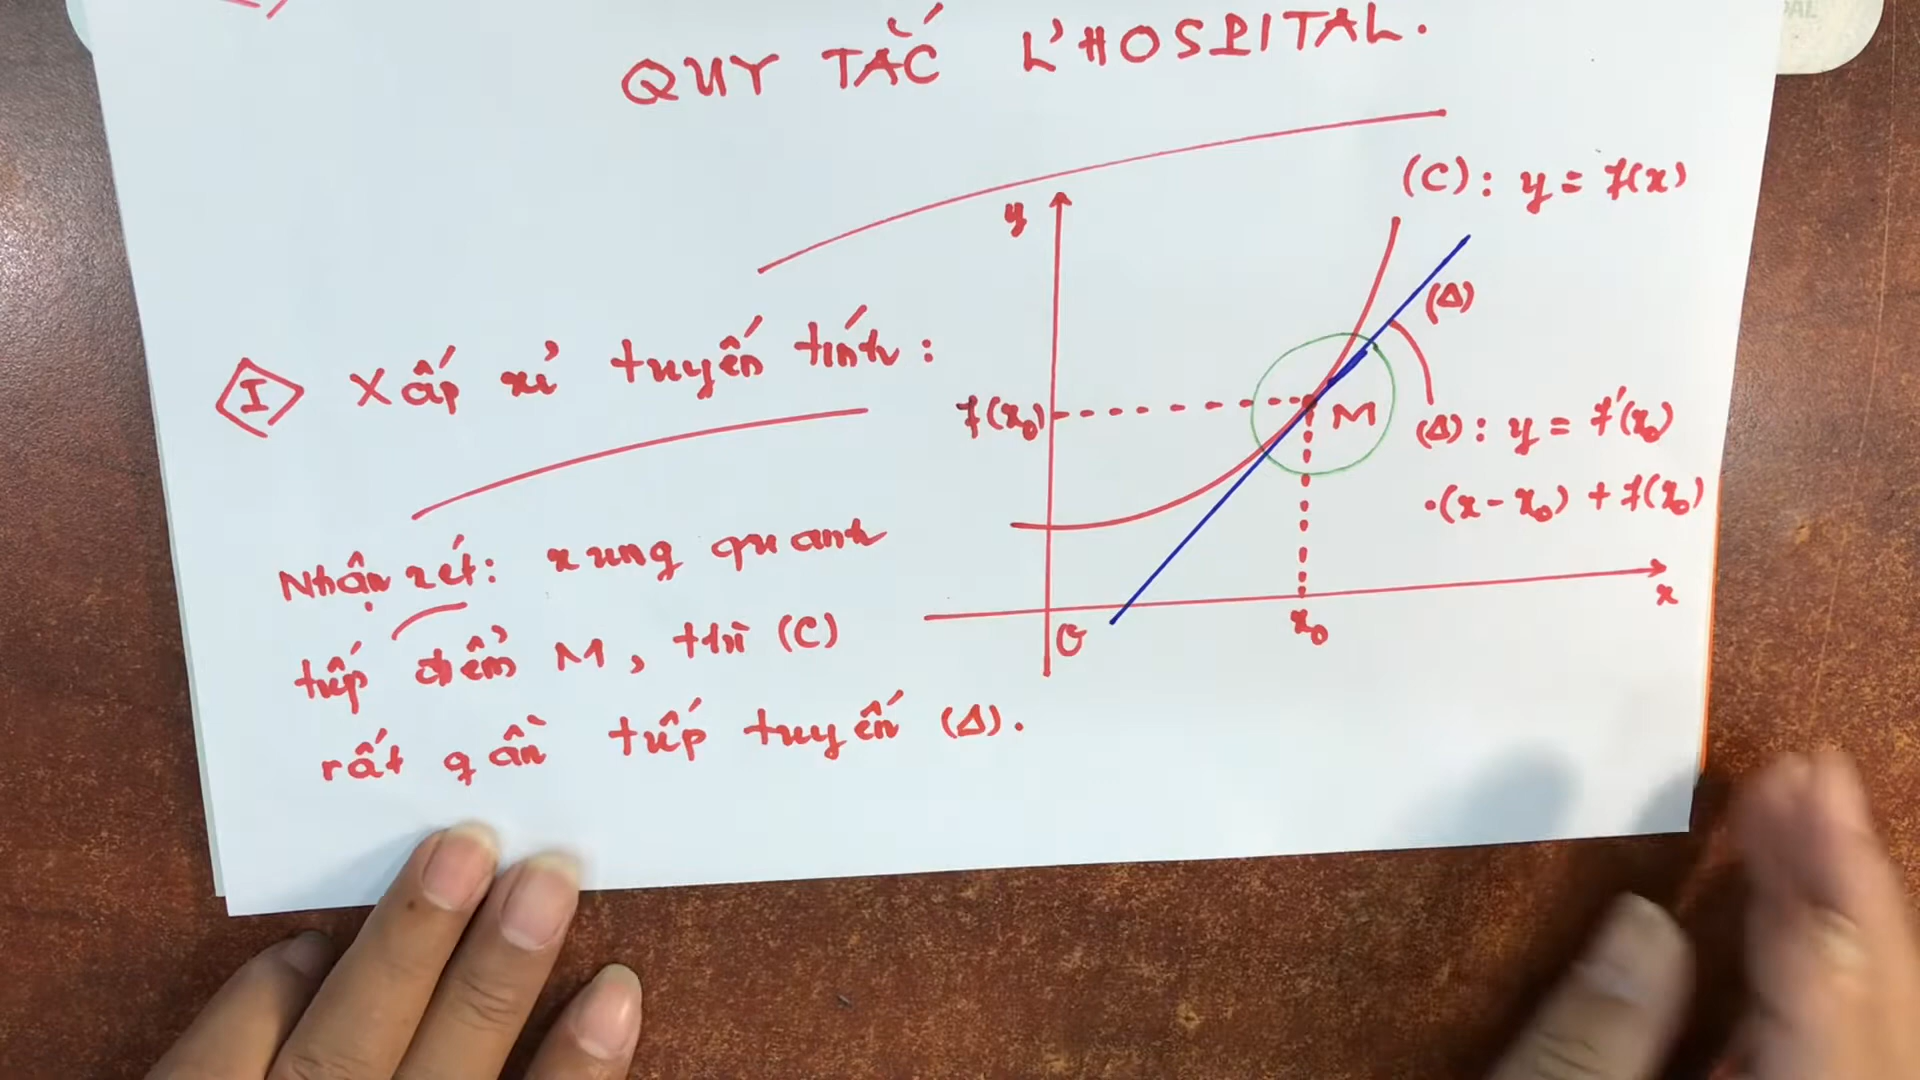 QUY TẮC L'HOSPITAL.
(C): y = f(x)
y
(Δ)
I Xấp xỉ tuyến tính:
f(x₀)
M
(Δ): y = f'(x₀)
·(x - x₀) + f(x₀)
Nhận xét: xung quanh
x
O
x₀
tiếp điểm M, thì (C)
rất gần tiếp tuyến (Δ).